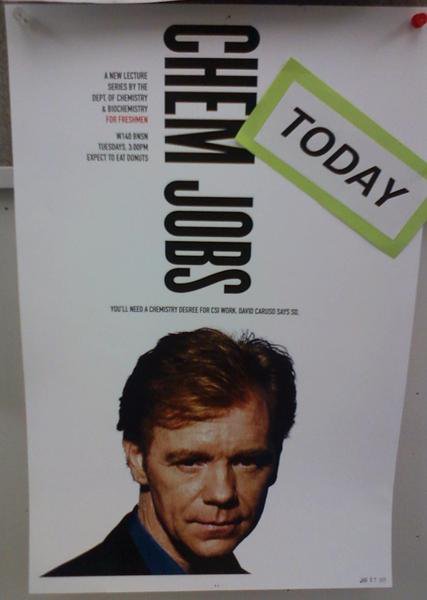 A NEW LECTURE
SERIES BY THE
DEPT. OF CHEMISTRY
& BIOCHEMISTRY
FOR FRESHMEN
W140 BNSN
TUESDAYS, 3:00PM
EXPECT TO EAT DONUTS
CHEM JOBS
TODAY
YOU'LL NEED A CHEMISTRY DEGREE FOR CSI WORK. DAVID CARUSO SAYS SO.